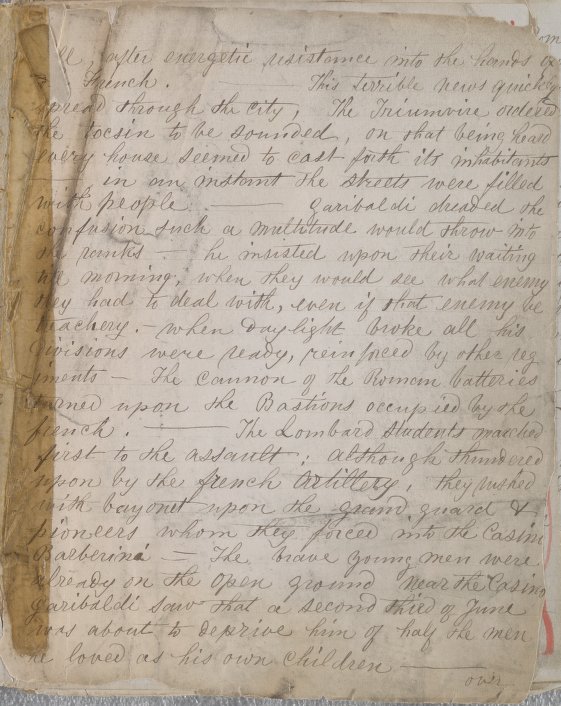 after energetic resistance into the hands of
French. — This terrible news quickly
spread through the city, The Triumvire ordered
the tocsin to be sounded, on that being heard
every house seemed to cast forth its inhabitants
— in an instant the streets were filled
with people — Garibaldi dreaded the
confusion such a multitude would throw into
the ranks — he insisted upon their waiting
till morning, when they would see what enemy
they had to deal with, even if that enemy be
treachery. — when daylight broke all his
divisions were ready, reinforced by other reg
iments — The cannon of the Roman batteries
turned upon the Bastions occupied by the
french. — The Lombard Students marched
first to the assault; although thundered
upon by the french Artillery, they rushed
with bayonet upon the grand guard &
pioneers whom they forced into the Casini
Barberini — The brave young men were
already on the open ground near the Casino
Garibaldi saw that a second third of June
was about to deprive him of half the men
he loved as his own children —
over